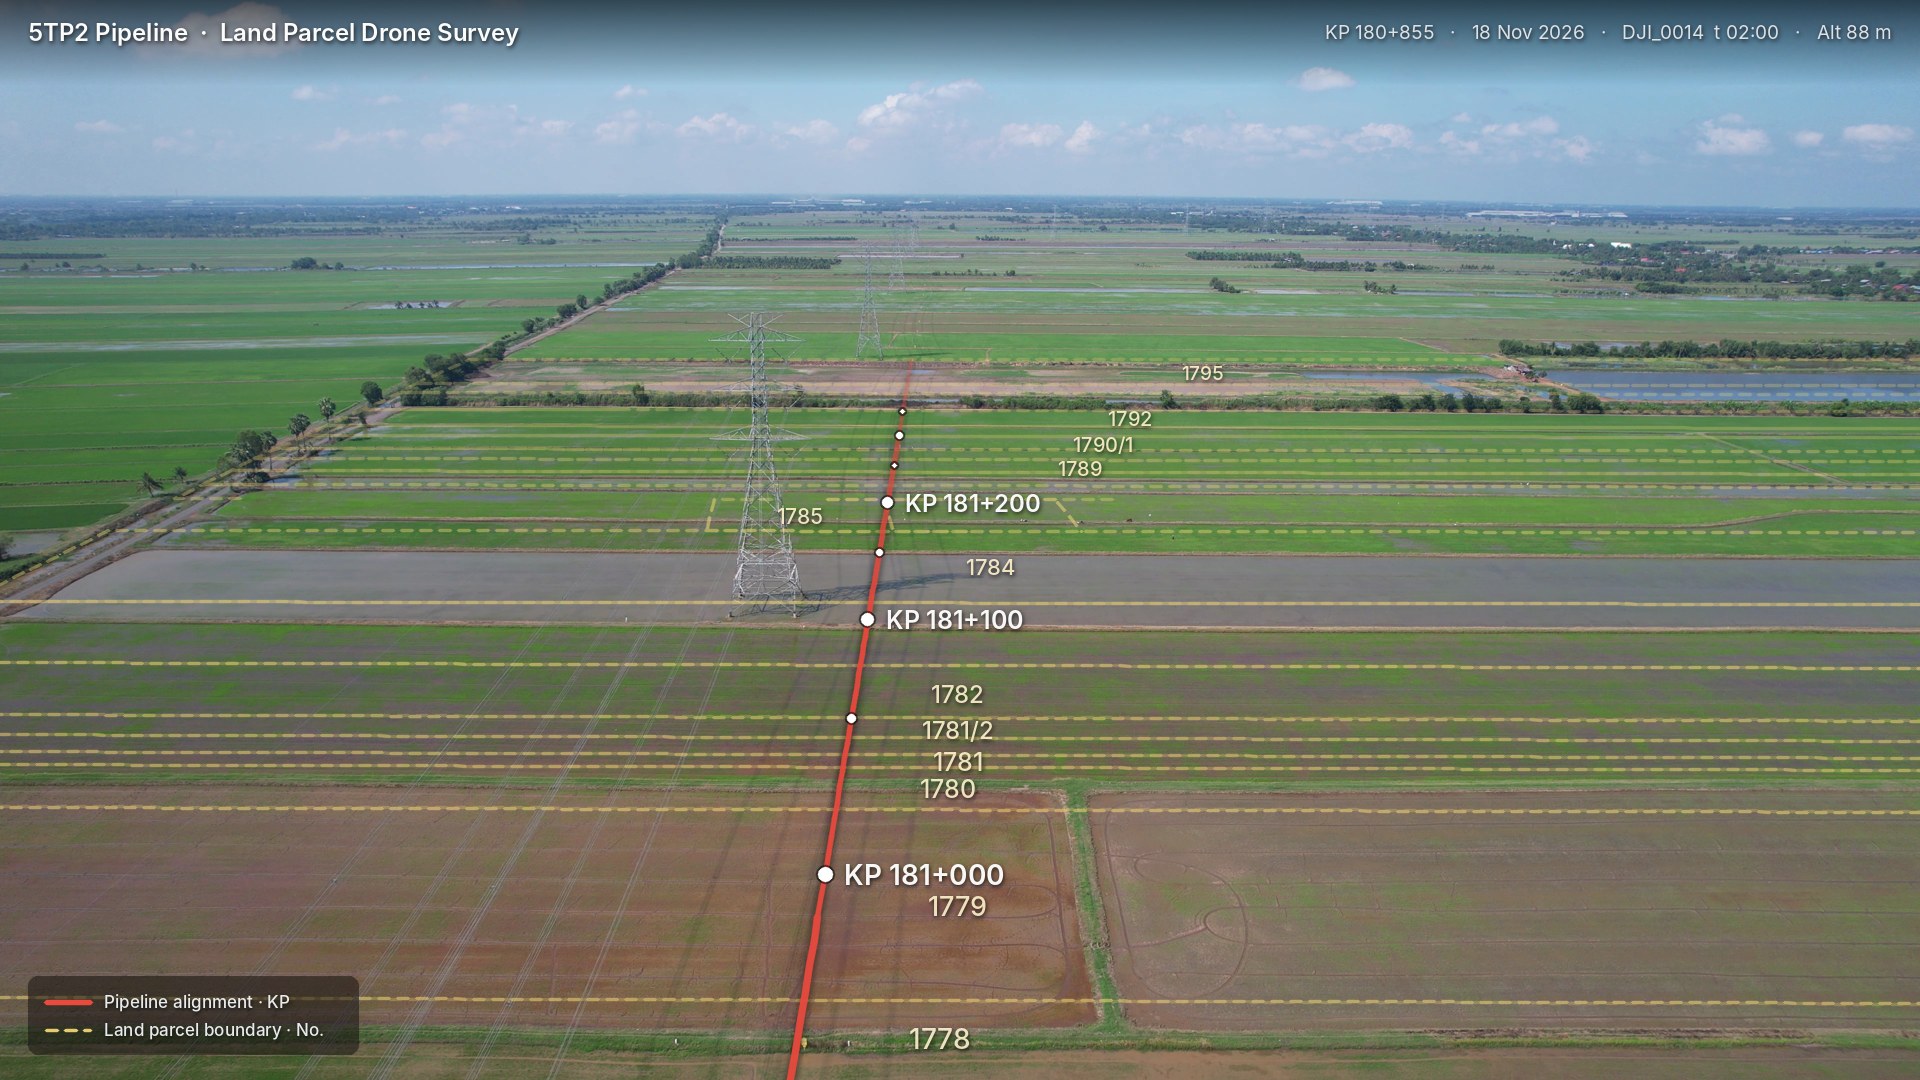 5TP2 Pipeline · Land Parcel Drone Survey
KP 180+855 · 18 Nov 2026 · DJI_0014 t 02:00 · Alt 88 m
1795
1792
1790/1
1789
KP 181+200
1785
1784
KP 181+100
1782
1781/2
1781
1780
KP 181+000
1779
Pipeline alignment · KP
Land parcel boundary · No.
1778